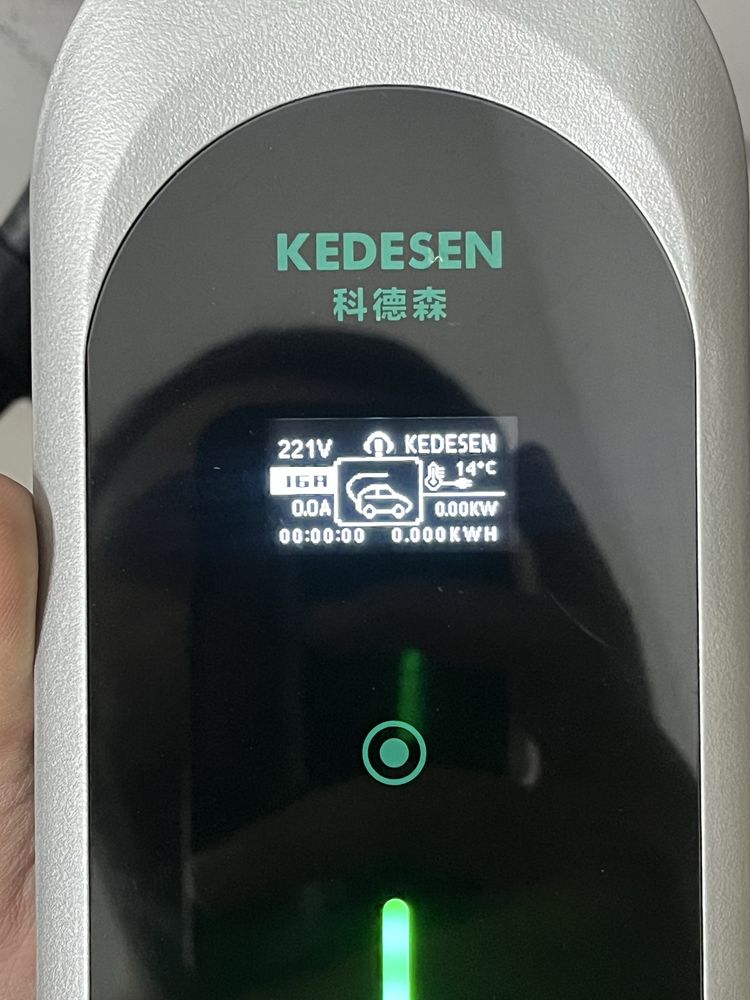 KEDESEN
科德森
221V KEDESEN
16A 14°C
0.0A 0.00KW
00:00:00 0.000KWH